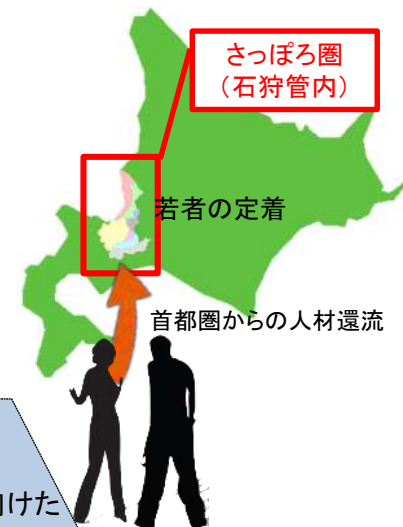 さっぽろ圏
（石狩管内）
若者の定着
首都圏からの人材還流
けた